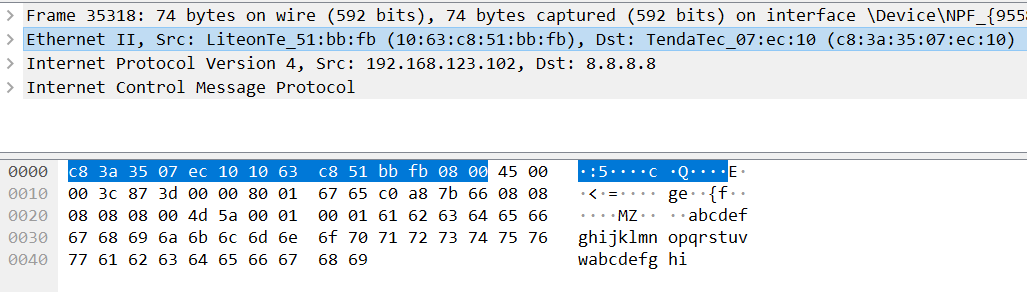 Frame 35318: 74 bytes on wire (592 bits), 74 bytes captured (592 bits) on interface \Device\NPF_{955
Ethernet II, Src: LiteonTe_51:bb:fb (10:63:c8:51:bb:fb), Dst: TendaTec_07:ec:10 (c8:3a:35:07:ec:10)
Internet Protocol Version 4, Src: 192.168.123.102, Dst: 8.8.8.8
Internet Control Message Protocol
0000 c8 3a 35 07 ec 10 10 63 c8 51 bb fb 08 00 45 00 ·:5····c ·Q····E·
0010 00 3c 87 3d 00 00 80 01 67 65 c0 a8 7b 66 08 08 ·<·=···· ge··{f··
0020 08 08 08 00 4d 5a 00 01 00 01 61 62 63 64 65 66 ····MZ·· ··abcdef
0030 67 68 69 6a 6b 6c 6d 6e 6f 70 71 72 73 74 75 76 ghijklmn opqrstuv
0040 77 61 62 63 64 65 66 67 68 69 wabcdefg hi